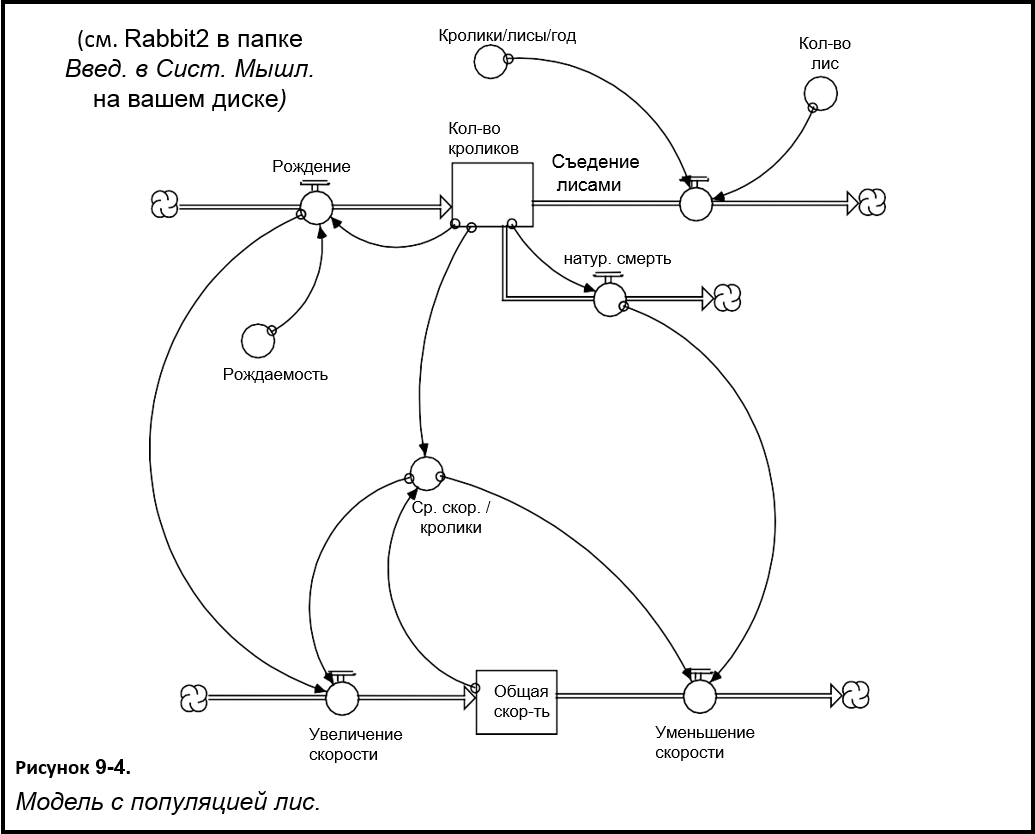 (см. Rabbit2 в папке
Введ. в Сист. Мышл.
на вашем диске)
Кролики/лисы/год
Кол-во
лис
Кол-во
кроликов
Рождение
Съедение
лисами
натур. смерть
Рождаемость
Ср. скор. /
кролики
Общая
скор-ть
Увеличение
скорости
Уменьшение
скорости
Рисунок 9-4.
Модель с популяцией лис.